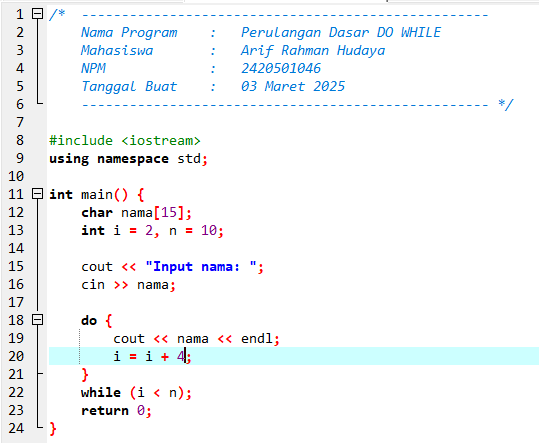 1 /* ---------------------------------------------------
2 Nama Program : Perulangan Dasar DO WHILE
3 Mahasiswa : Arif Rahman Hudaya
4 NPM : 2420501046
5 Tanggal Buat : 03 Maret 2025
6 --------------------------------------------------- */
7
8 #include <iostream>
9 using namespace std;
10
11 int main() {
12 char nama[15];
13 int i = 2, n = 10;
14
15 cout << "Input nama: ";
16 cin >> nama;
17
18 do {
19 cout << nama << endl;
20 i = i + 4;
21 }
22 while (i < n);
23 return 0;
24 }